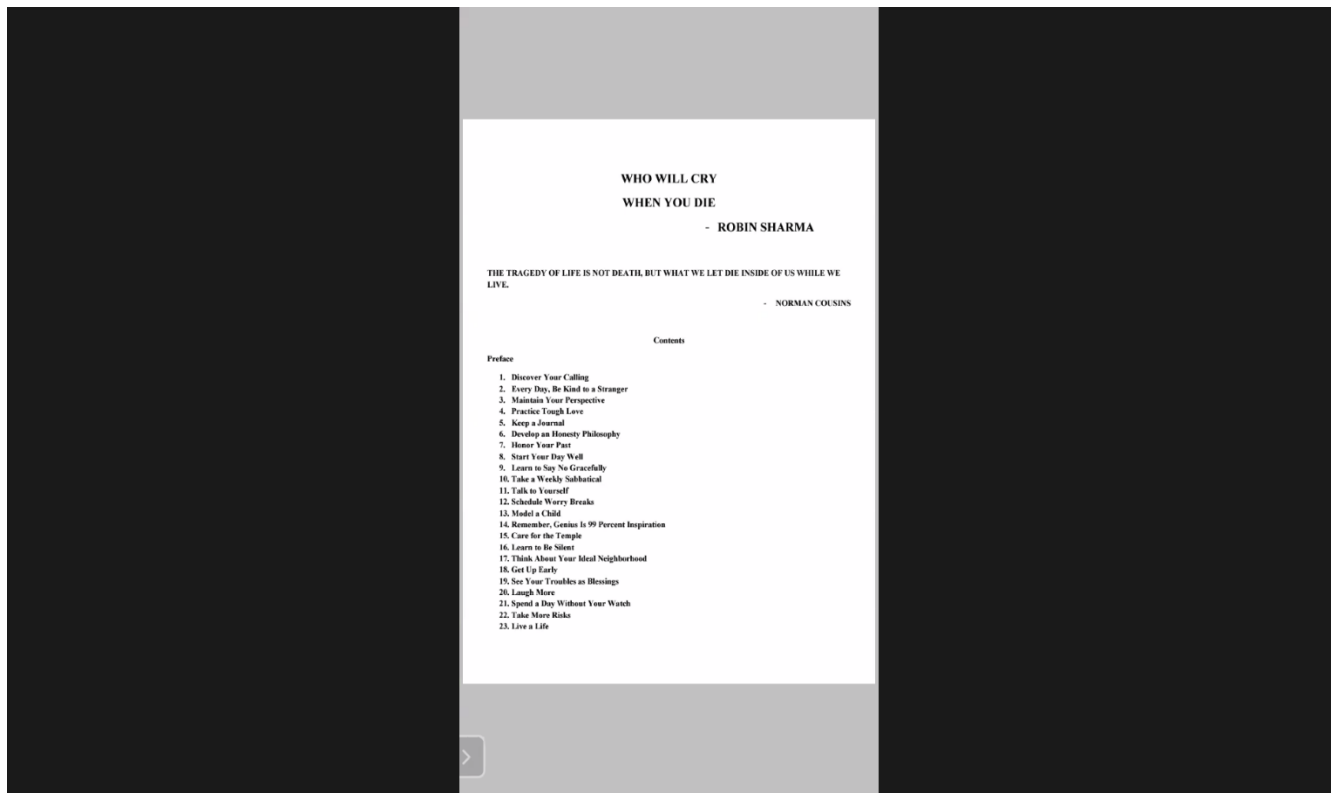 WHO WILL CRY
WHEN YOU DIE
- ROBIN SHARMA
THE TRAGEDY OF LIFE IS NOT DEATH, BUT WHAT WE LET DIE INSIDE OF US WHILE WE
LIVE.
- NORMAN COUSINS
Contents
Preface
1. Discover Your Calling
2. Every Day, Be Kind to a Stranger
3. Maintain Your Perspective
4. Practice Tough Love
5. Keep a Journal
6. Develop an Honesty Philosophy
7. Honor Your Past
8. Start Your Day Well
9. Learn to Say No Gracefully
10. Take a Weekly Sabbatical
11. Talk to Yourself
12. Schedule Worry Breaks
13. Model a Child
14. Remember, Genius Is 99 Percent Inspiration
15. Care for the Temple
16. Learn to Be Silent
17. Think About Your Ideal Neighborhood
18. Get Up Early
19. See Your Troubles as Blessings
20. Laugh More
21. Spend a Day Without Your Watch
22. Take More Risks
23. Live a Life